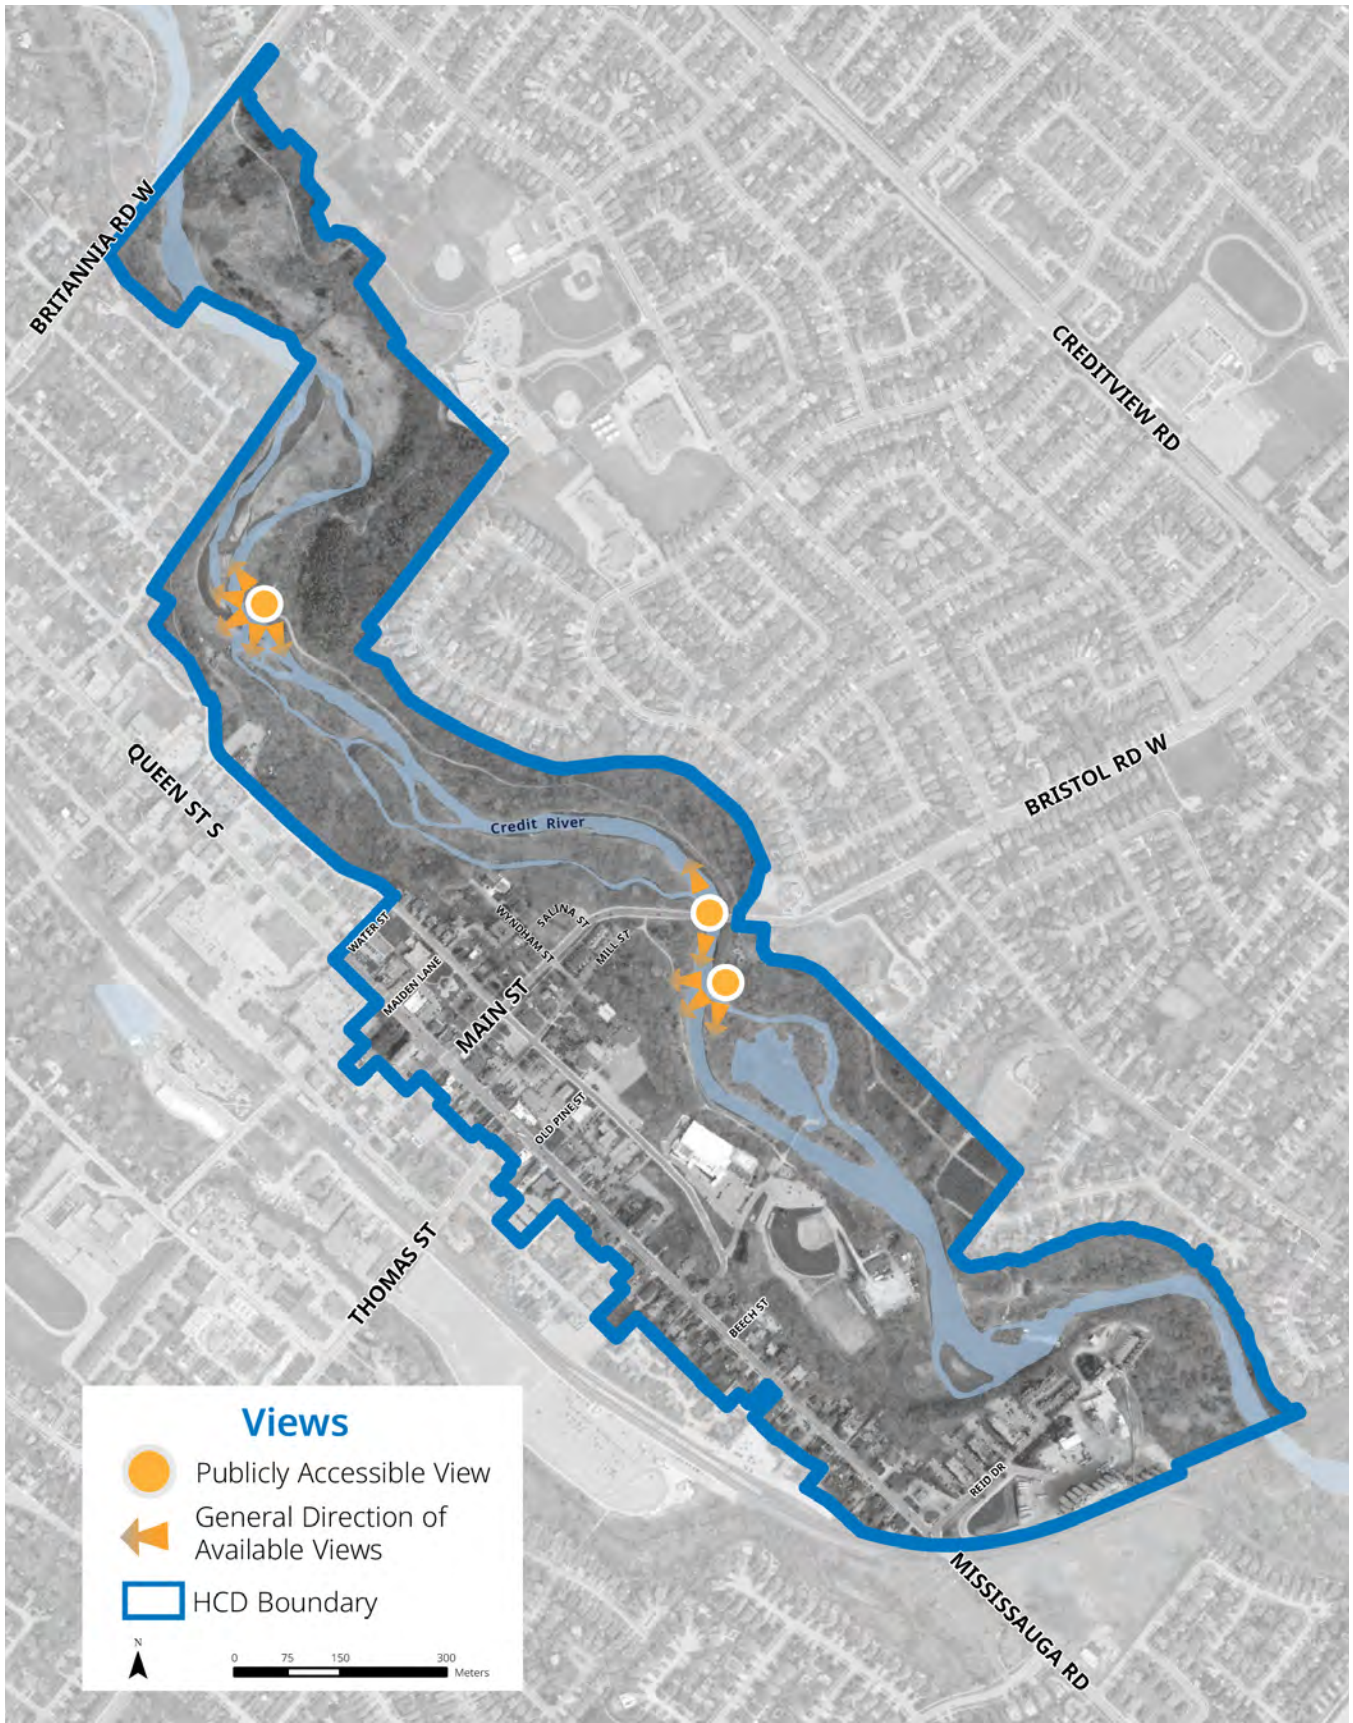 BRITANNIA RD W
CREDITVIEW RD
QUEEN ST S
BRISTOL RD W
Credit River
WATER ST
WYNDHAM ST
SALINA ST
MILL ST
MAIDEN LANE
MAIN ST
OLD PINE ST
THOMAS ST
BEECH ST
REID DR
MISSISSAUGA RD
Views
Publicly Accessible View
General Direction of
Available Views
HCD Boundary
N
0 75 150 300
Meters